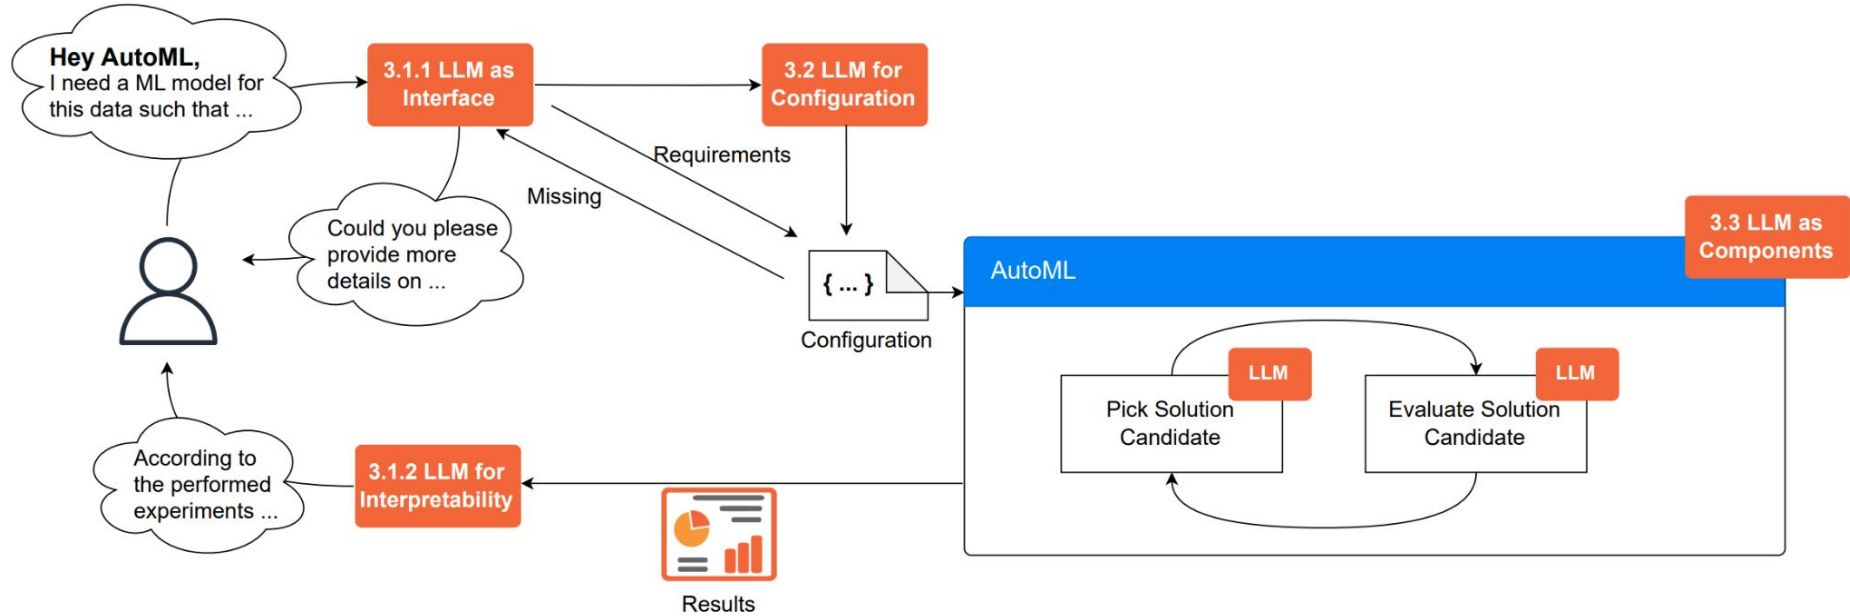 Hey AutoML,
I need a ML model for
this data such that ...
3.1.1 LLM as
Interface
3.2 LLM for
Configuration
Requirements
Missing
Could you please
provide more
details on ...
{ ... }
Configuration
3.3 LLM as
Components
AutoML
LLM
Pick Solution
Candidate
LLM
Evaluate Solution
Candidate
According to
the performed
experiments ...
3.1.2 LLM for
Interpretability
Results